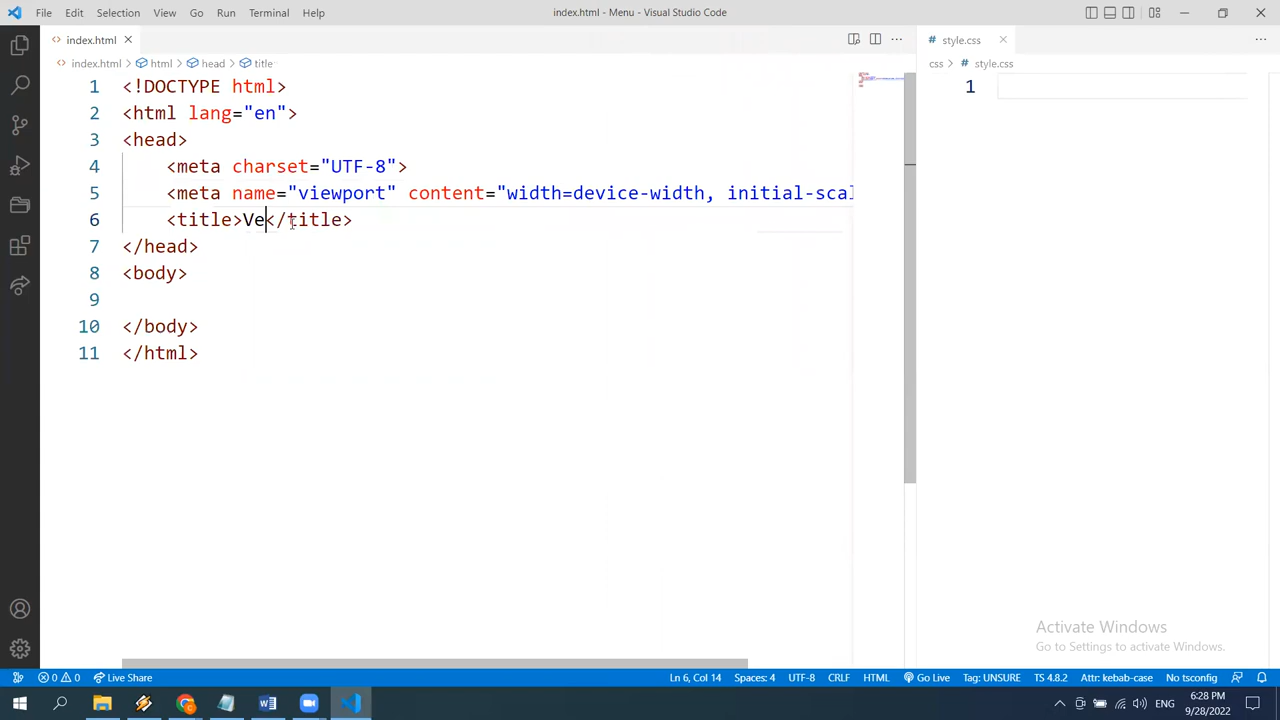 File Edit Selection View Go Run Terminal Help
index.html - Menu - Visual Studio Code
index.html
style.css
index.html > html > head > title
css > style.css
1 <!DOCTYPE html>
2 <html lang="en">
3 <head>
4 <meta charset="UTF-8">
5 <meta name="viewport" content="width=device-width, initial-scal
6 <title>Ve</title>
7 </head>
8 <body>
9
10 </body>
11 </html>
1
Activate Windows
Go to Settings to activate Windows.
0 0 Live Share
Ln 6, Col 14 Spaces: 4 UTF-8 CRLF HTML Go Live Tag: UNSURE TS 4.8.2 Attr: kebab-case No tsconfig
ENG
6:28 PM
9/28/2022